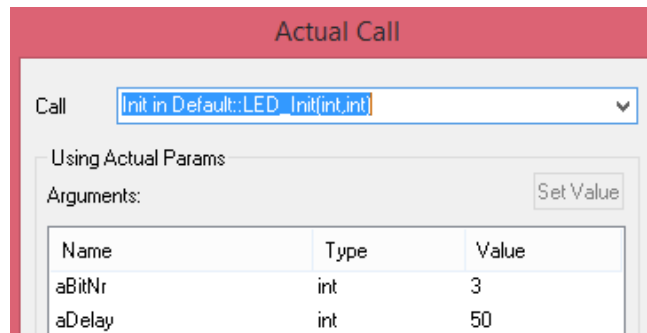 Actual Call
Call Init in Default::LED_Init(int,int)
Using Actual Params
Arguments: Set Value
Name Type Value
aBitNr int 3
aDelay int 50